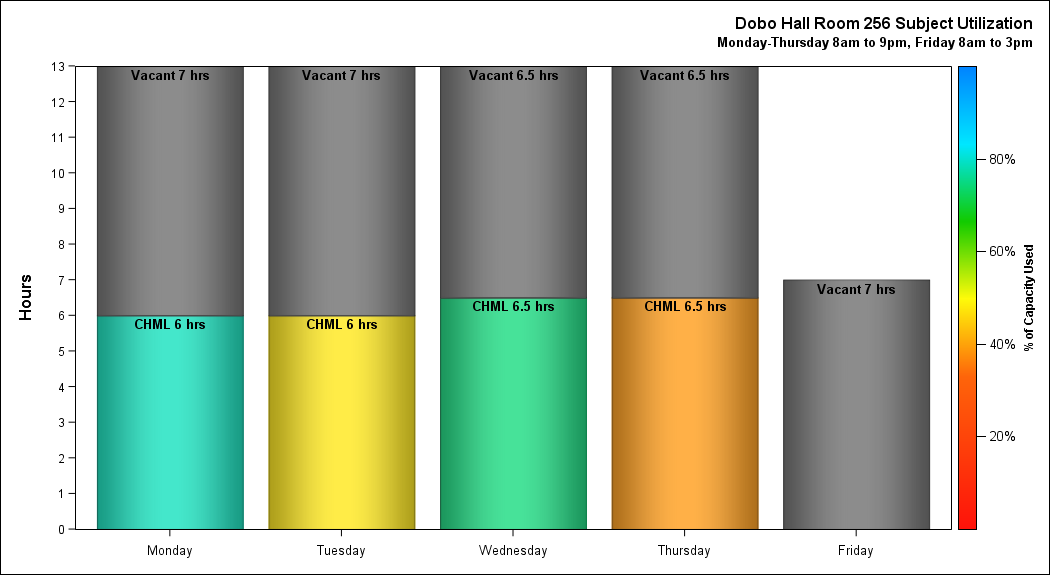 Dobo Hall Room 256 Subject Utilization
Monday-Thursday 8am to 9pm, Friday 8am to 3pm
Hours
13
12
11
10
9
8
7
6
5
4
3
2
1
0
Vacant 7 hrs
Vacant 7 hrs
Vacant 6.5 hrs
Vacant 6.5 hrs
Vacant 7 hrs
CHML 6 hrs
CHML 6 hrs
CHML 6.5 hrs
CHML 6.5 hrs
Monday
Tuesday
Wednesday
Thursday
Friday
80%
60%
40%
20%
% of Capacity Used